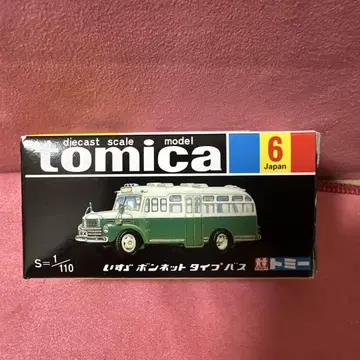 diecast scale model
tomica
6
Japan
S=1/110
いすゞ ボンネット タイプ バス
トミー